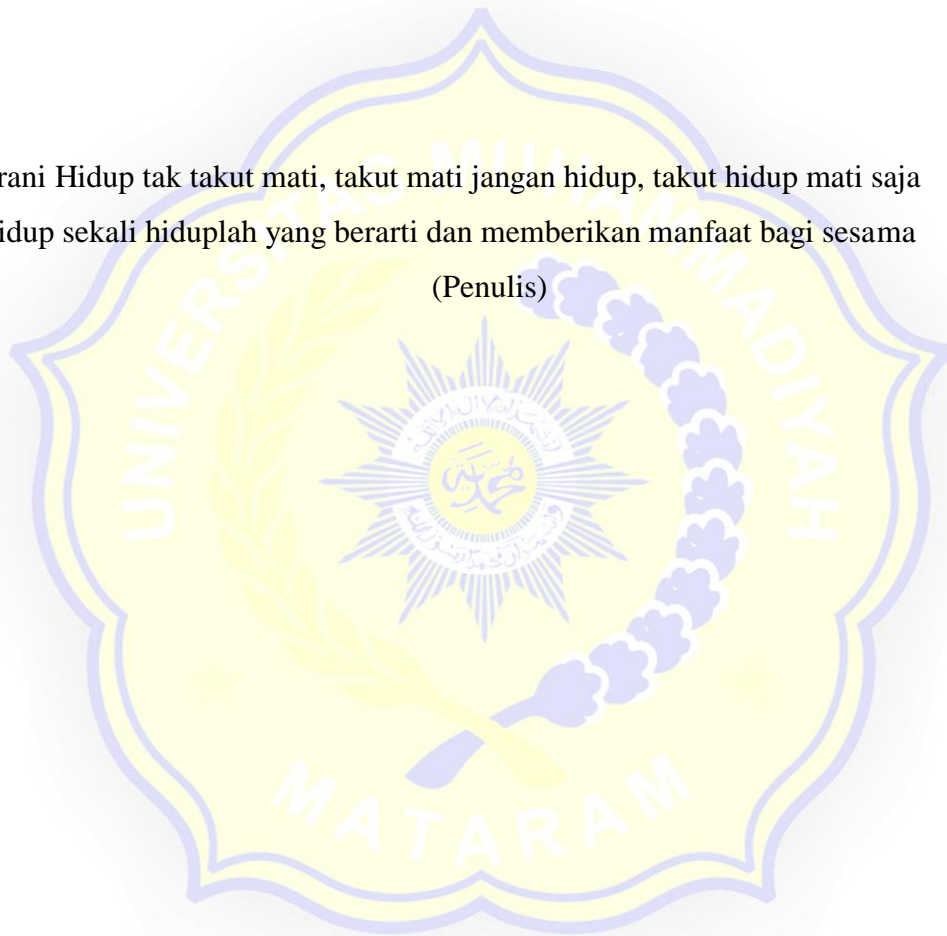 rani Hidup tak takut mati, takut mati jangan hidup, takut hidup mati saja
idup sekali hiduplah yang berarti dan memberikan manfaat bagi sesama
(Penulis)
UNIVERSITAS MUHAMMADIYAH
MATARAM